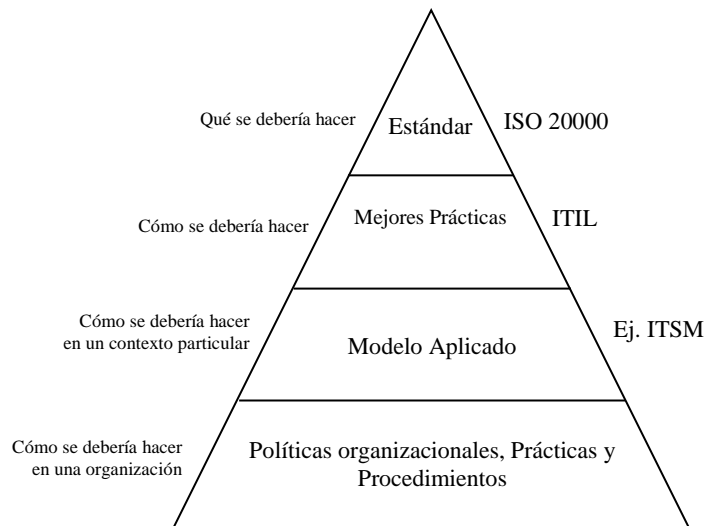 Qué se debería hacer
Estándar
ISO 20000
Cómo se debería hacer
Mejores Prácticas
ITIL
Cómo se debería hacer
en un contexto particular
Modelo Aplicado
Ej. ITSM
Cómo se debería hacer
en una organización
Políticas organizacionales, Prácticas y
Procedimientos